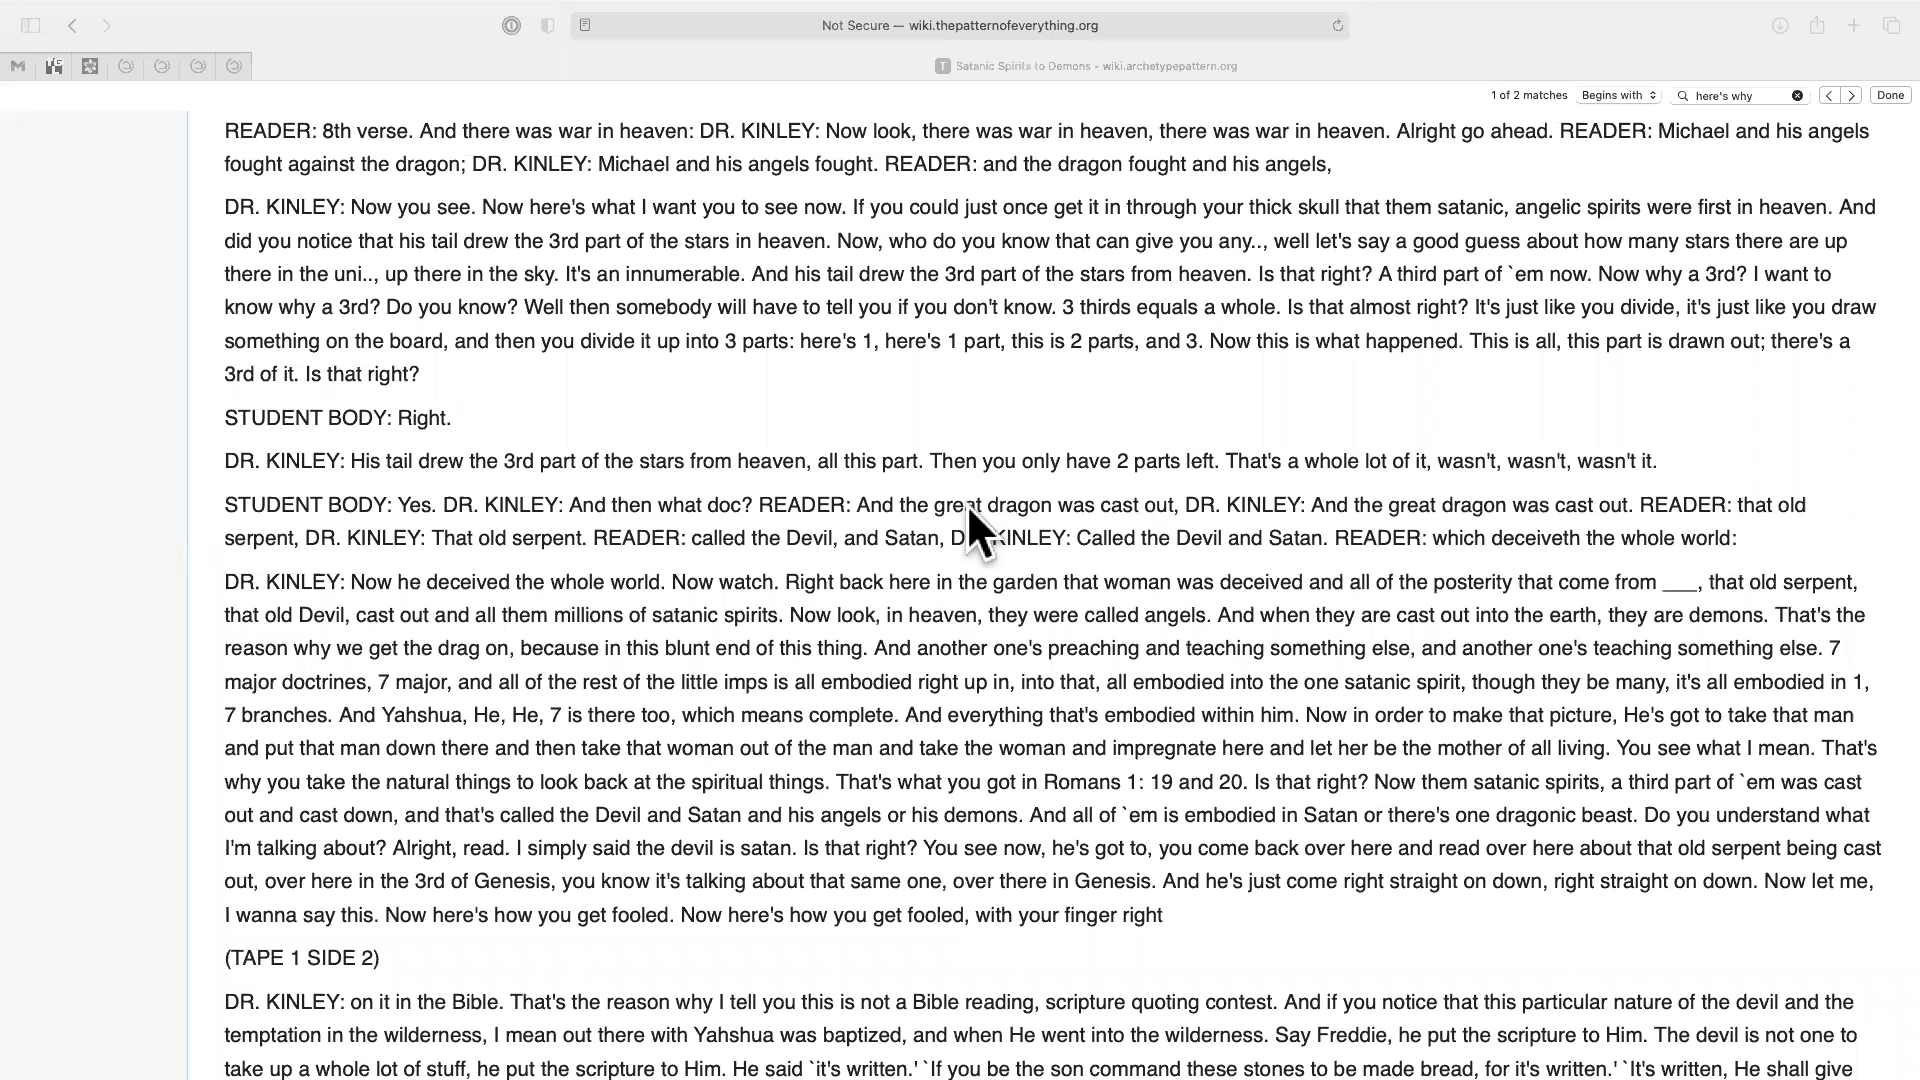 Not Secure — wiki.thepatternofeverything.org
Satanic Spirits to Demons - wiki.archetypepattern.org
1 of 2 matches Begins with here's why Done
READER: 8th verse. And there was war in heaven: DR. KINLEY: Now look, there was war in heaven, there was war in heaven. Alright go ahead. READER: Michael and his angels
fought against the dragon; DR. KINLEY: Michael and his angels fought. READER: and the dragon fought and his angels,
DR. KINLEY: Now you see. Now here's what I want you to see now. If you could just once get it in through your thick skull that them satanic, angelic spirits were first in heaven. And
did you notice that his tail drew the 3rd part of the stars in heaven. Now, who do you know that can give you any.., well let's say a good guess about how many stars there are up
there in the uni.., up there in the sky. It's an innumerable. And his tail drew the 3rd part of the stars from heaven. Is that right? A third part of `em now. Now why a 3rd? I want to
know why a 3rd? Do you know? Well then somebody will have to tell you if you don't know. 3 thirds equals a whole. Is that almost right? It's just like you divide, it's just like you draw
something on the board, and then you divide it up into 3 parts: here's 1, here's 1 part, this is 2 parts, and 3. Now this is what happened. This is all, this part is drawn out; there's a
3rd of it. Is that right?
STUDENT BODY: Right.
DR. KINLEY: His tail drew the 3rd part of the stars from heaven, all this part. Then you only have 2 parts left. That's a whole lot of it, wasn't, wasn't, wasn't it.
STUDENT BODY: Yes. DR. KINLEY: And then what doc? READER: And the great dragon was cast out, DR. KINLEY: And the great dragon was cast out. READER: that old
serpent, DR. KINLEY: That old serpent. READER: called the Devil, and Satan, DR. KINLEY: Called the Devil and Satan. READER: which deceiveth the whole world:
DR. KINLEY: Now he deceived the whole world. Now watch. Right back here in the garden that woman was deceived and all of the posterity that come from ___, that old serpent,
that old Devil, cast out and all them millions of satanic spirits. Now look, in heaven, they were called angels. And when they are cast out into the earth, they are demons. That's the
reason why we get the drag on, because in this blunt end of this thing. And another one's preaching and teaching something else, and another one's teaching something else. 7
major doctrines, 7 major, and all of the rest of the little imps is all embodied right up in, into that, all embodied into the one satanic spirit, though they be many, it's all embodied in 1,
7 branches. And Yahshua, He, He, 7 is there too, which means complete. And everything that's embodied within him. Now in order to make that picture, He's got to take that man
and put that man down there and then take that woman out of the man and take the woman and impregnate here and let her be the mother of all living. You see what I mean. That's
why you take the natural things to look back at the spiritual things. That's what you got in Romans 1: 19 and 20. Is that right? Now them satanic spirits, a third part of `em was cast
out and cast down, and that's called the Devil and Satan and his angels or his demons. And all of `em is embodied in Satan or there's one dragonic beast. Do you understand what
I'm talking about? Alright, read. I simply said the devil is satan. Is that right? You see now, he's got to, you come back over here and read over here about that old serpent being cast
out, over here in the 3rd of Genesis, you know it's talking about that same one, over there in Genesis. And he's just come right straight on down, right straight on down. Now let me,
I wanna say this. Now here's how you get fooled. Now here's how you get fooled, with your finger right
(TAPE 1 SIDE 2)
DR. KINLEY: on it in the Bible. That's the reason why I tell you this is not a Bible reading, scripture quoting contest. And if you notice that this particular nature of the devil and the
temptation in the wilderness, I mean out there with Yahshua was baptized, and when He went into the wilderness. Say Freddie, he put the scripture to Him. The devil is not one to
take up a whole lot of stuff, he put the scripture to Him. He said `it's written.' `If you be the son command these stones to be made bread, for it's written.' `It's written, He shall give